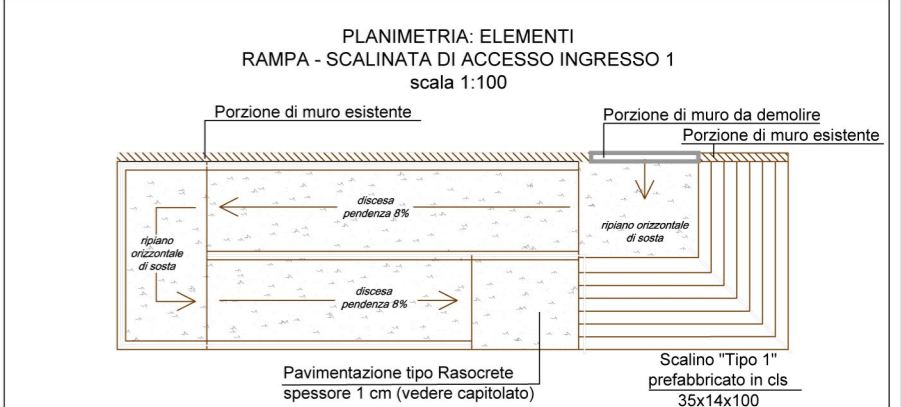 PLANIMETRIA: ELEMENTI
RAMPA - SCALINATA DI ACCESSO INGRESSO 1
scala 1:100
Porzione di muro esistente
Porzione di muro da demolire
Porzione di muro esistente
discesa
pendenza 8%
ripiano orizzontale
di sosta
ripiano
orizzontale
di sosta
discesa
pendenza 8%
Pavimentazione tipo Rasocrete
spessore 1 cm (vedere capitolato)
Scalino "Tipo 1"
prefabbricato in cls
35x14x100